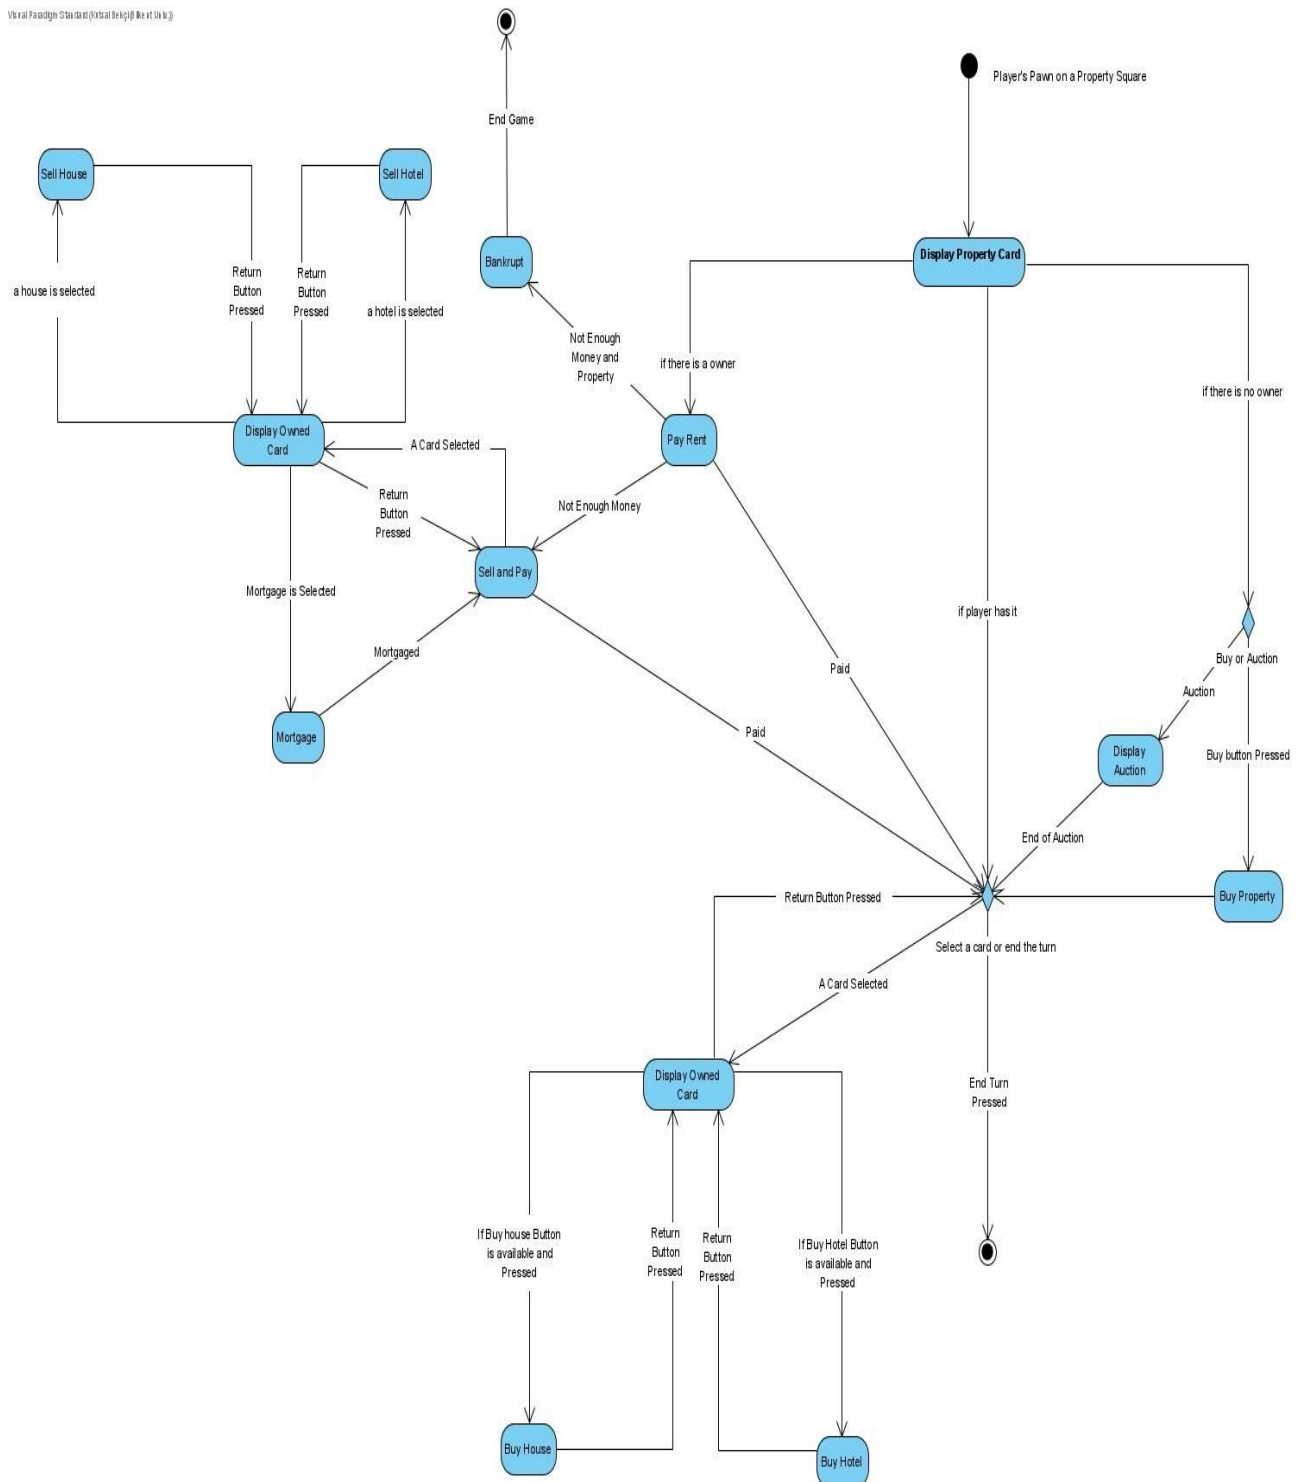 Visual Paradigm Standard
End Game
Player's Pawn on a Property Square
Sell House
Sell Hotel
Bankrupt
Display Property Card
a house is selected
Return
Button
Pressed
Return
Button
Pressed
a hotel is selected
Not Enough
Money and
Property
if there is a owner
if there is no owner
Display Owned
Card
A Card Selected
Pay Rent
Return
Button
Pressed
Not Enough Money
Sell and Pay
Mortgage is Selected
if player has it
Mortgaged
Paid
Buy or Auction
Auction
Mortgage
Paid
Display
Auction
Buy button Pressed
End of Auction
Return Button Pressed
Buy Property
Select a card or end the turn
A Card Selected
Display Owned
Card
End Turn
Pressed
If Buy house Button
is available and
Pressed
Return
Button
Pressed
Return
Button
Pressed
If Buy Hotel Button
is available and
Pressed
Buy House
Buy Hotel